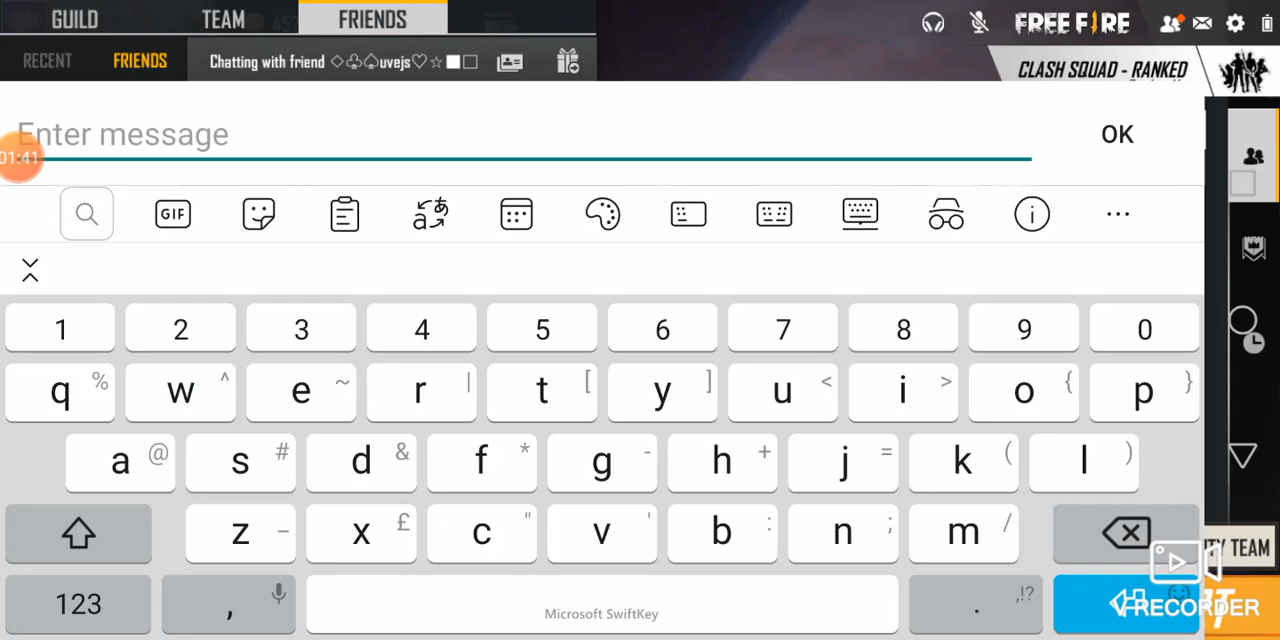 GUILD TEAM FRIENDS
FREE FIRE
RECENT FRIENDS Chatting with friend ◇♧♤uvejs♡☆■□
CLASH SQUAD - RANKED
Enter message OK
01:41
GIF
1 2 3 4 5 6 7 8 9 0
q % w ^ e ~ r | t [ y ] u < i > o { p }
a @ s # d & f * g - h + j = k ( l )
z _ x £ c " v ' b : n ; m /
ITY TEAM
123 , Microsoft SwiftKey . ,!?
V RECORDER